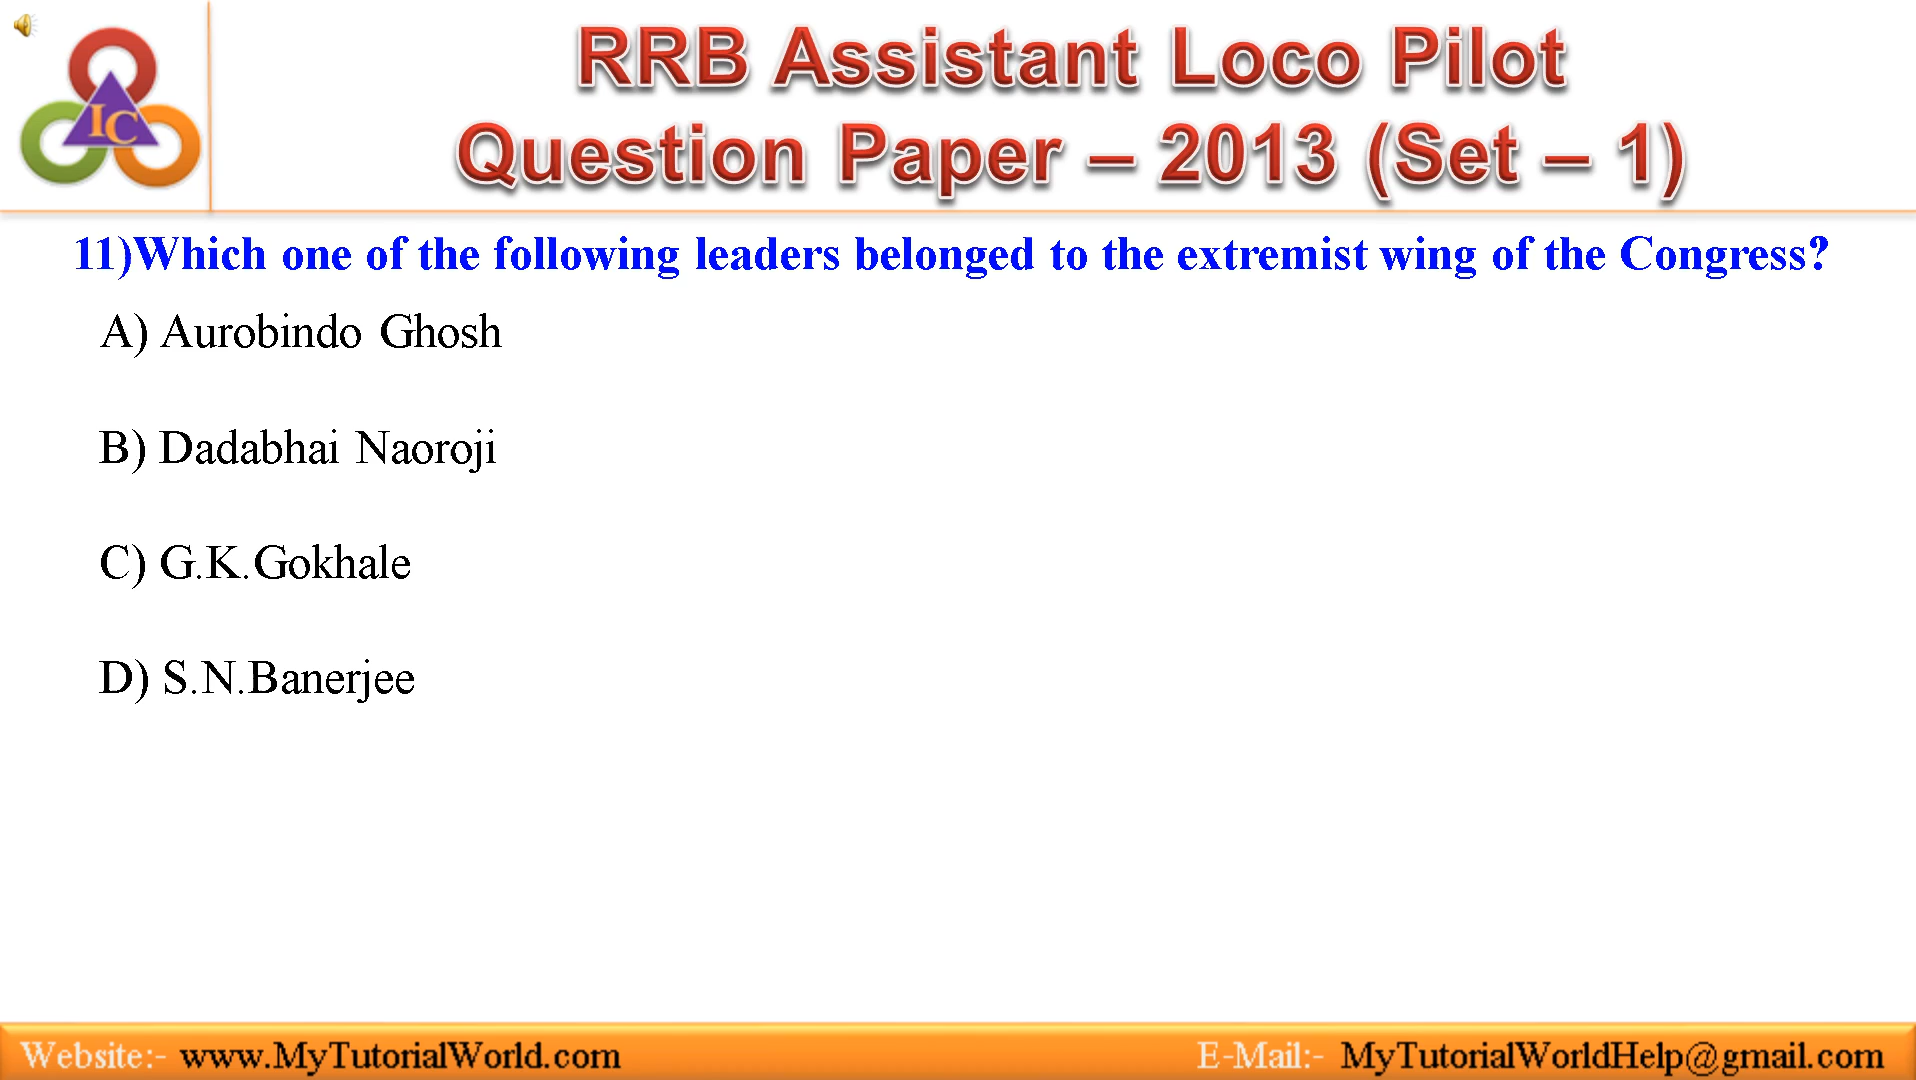 IC
RRB Assistant Loco Pilot
Question Paper – 2013 (Set – 1)
11)Which one of the following leaders belonged to the extremist wing of the Congress?
A) Aurobindo Ghosh
B) Dadabhai Naoroji
C) G.K.Gokhale
D) S.N.Banerjee
Website:- www.MyTutorialWorld.com E-Mail:- MyTutorialWorldHelp@gmail.com